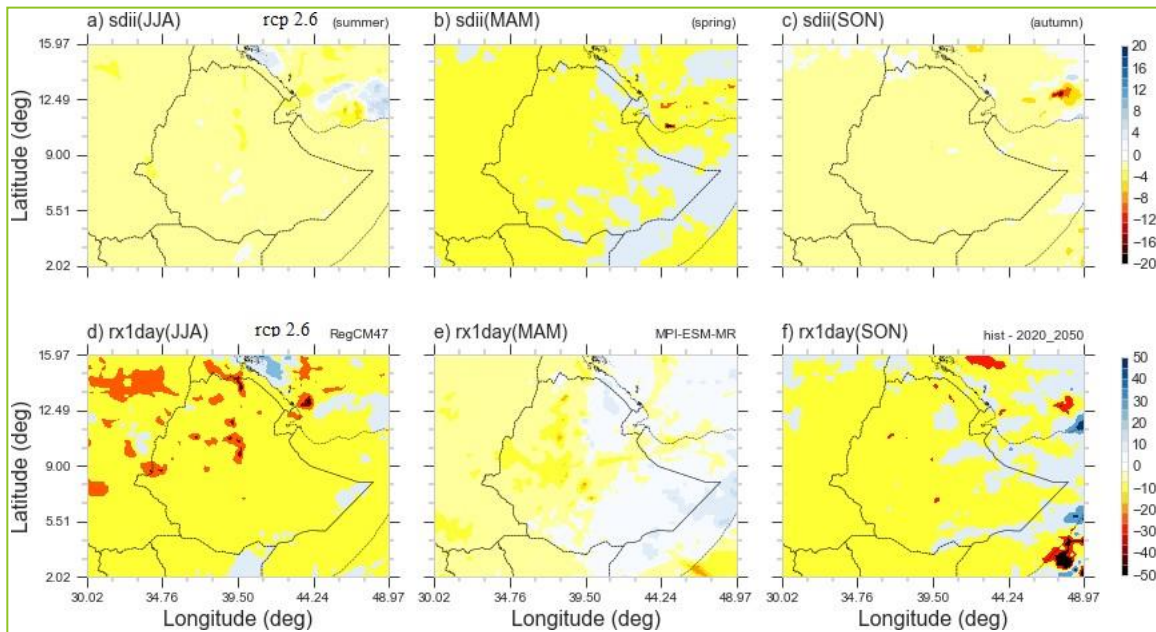 a) sdii(JJA) rcp 2.6 (summer)
b) sdii(MAM) (spring)
c) sdii(SON) (autumn)
Latitude (deg)
15.97
12.49
9.00
5.51
2.02
20
16
12
8
4
0
−4
−8
−12
−16
−20
d) rx1day(JJA) rcp 2.6 RegCM47
e) rx1day(MAM) MPI-ESM-MR
f) rx1day(SON) hist - 2020_2050
Latitude (deg)
15.97
12.49
9.00
5.51
2.02
50
40
30
20
10
0
−10
−20
−30
−40
−50
30.02 34.76 39.50 44.24 48.97
30.02 34.76 39.50 44.24 48.97
30.02 34.76 39.50 44.24 48.97
Longitude (deg)
Longitude (deg)
Longitude (deg)